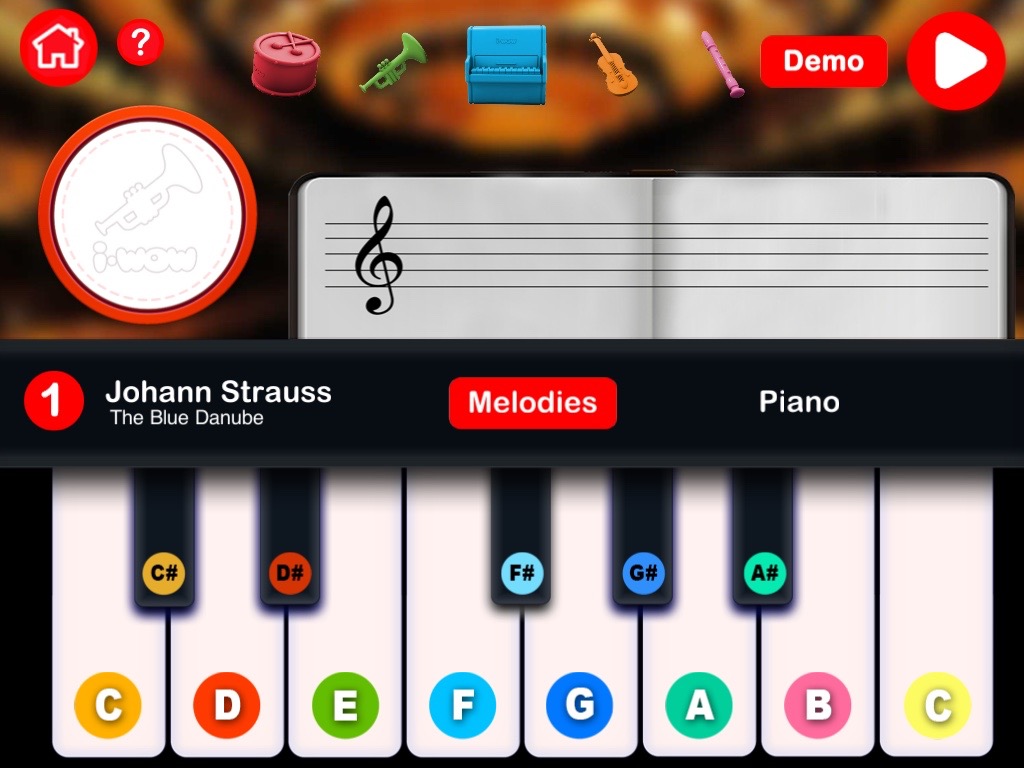 ?
Demo
i-wow
1
Johann Strauss
The Blue Danube
Melodies
Piano
C#
D#
F#
G#
A#
C
D
E
F
G
A
B
C